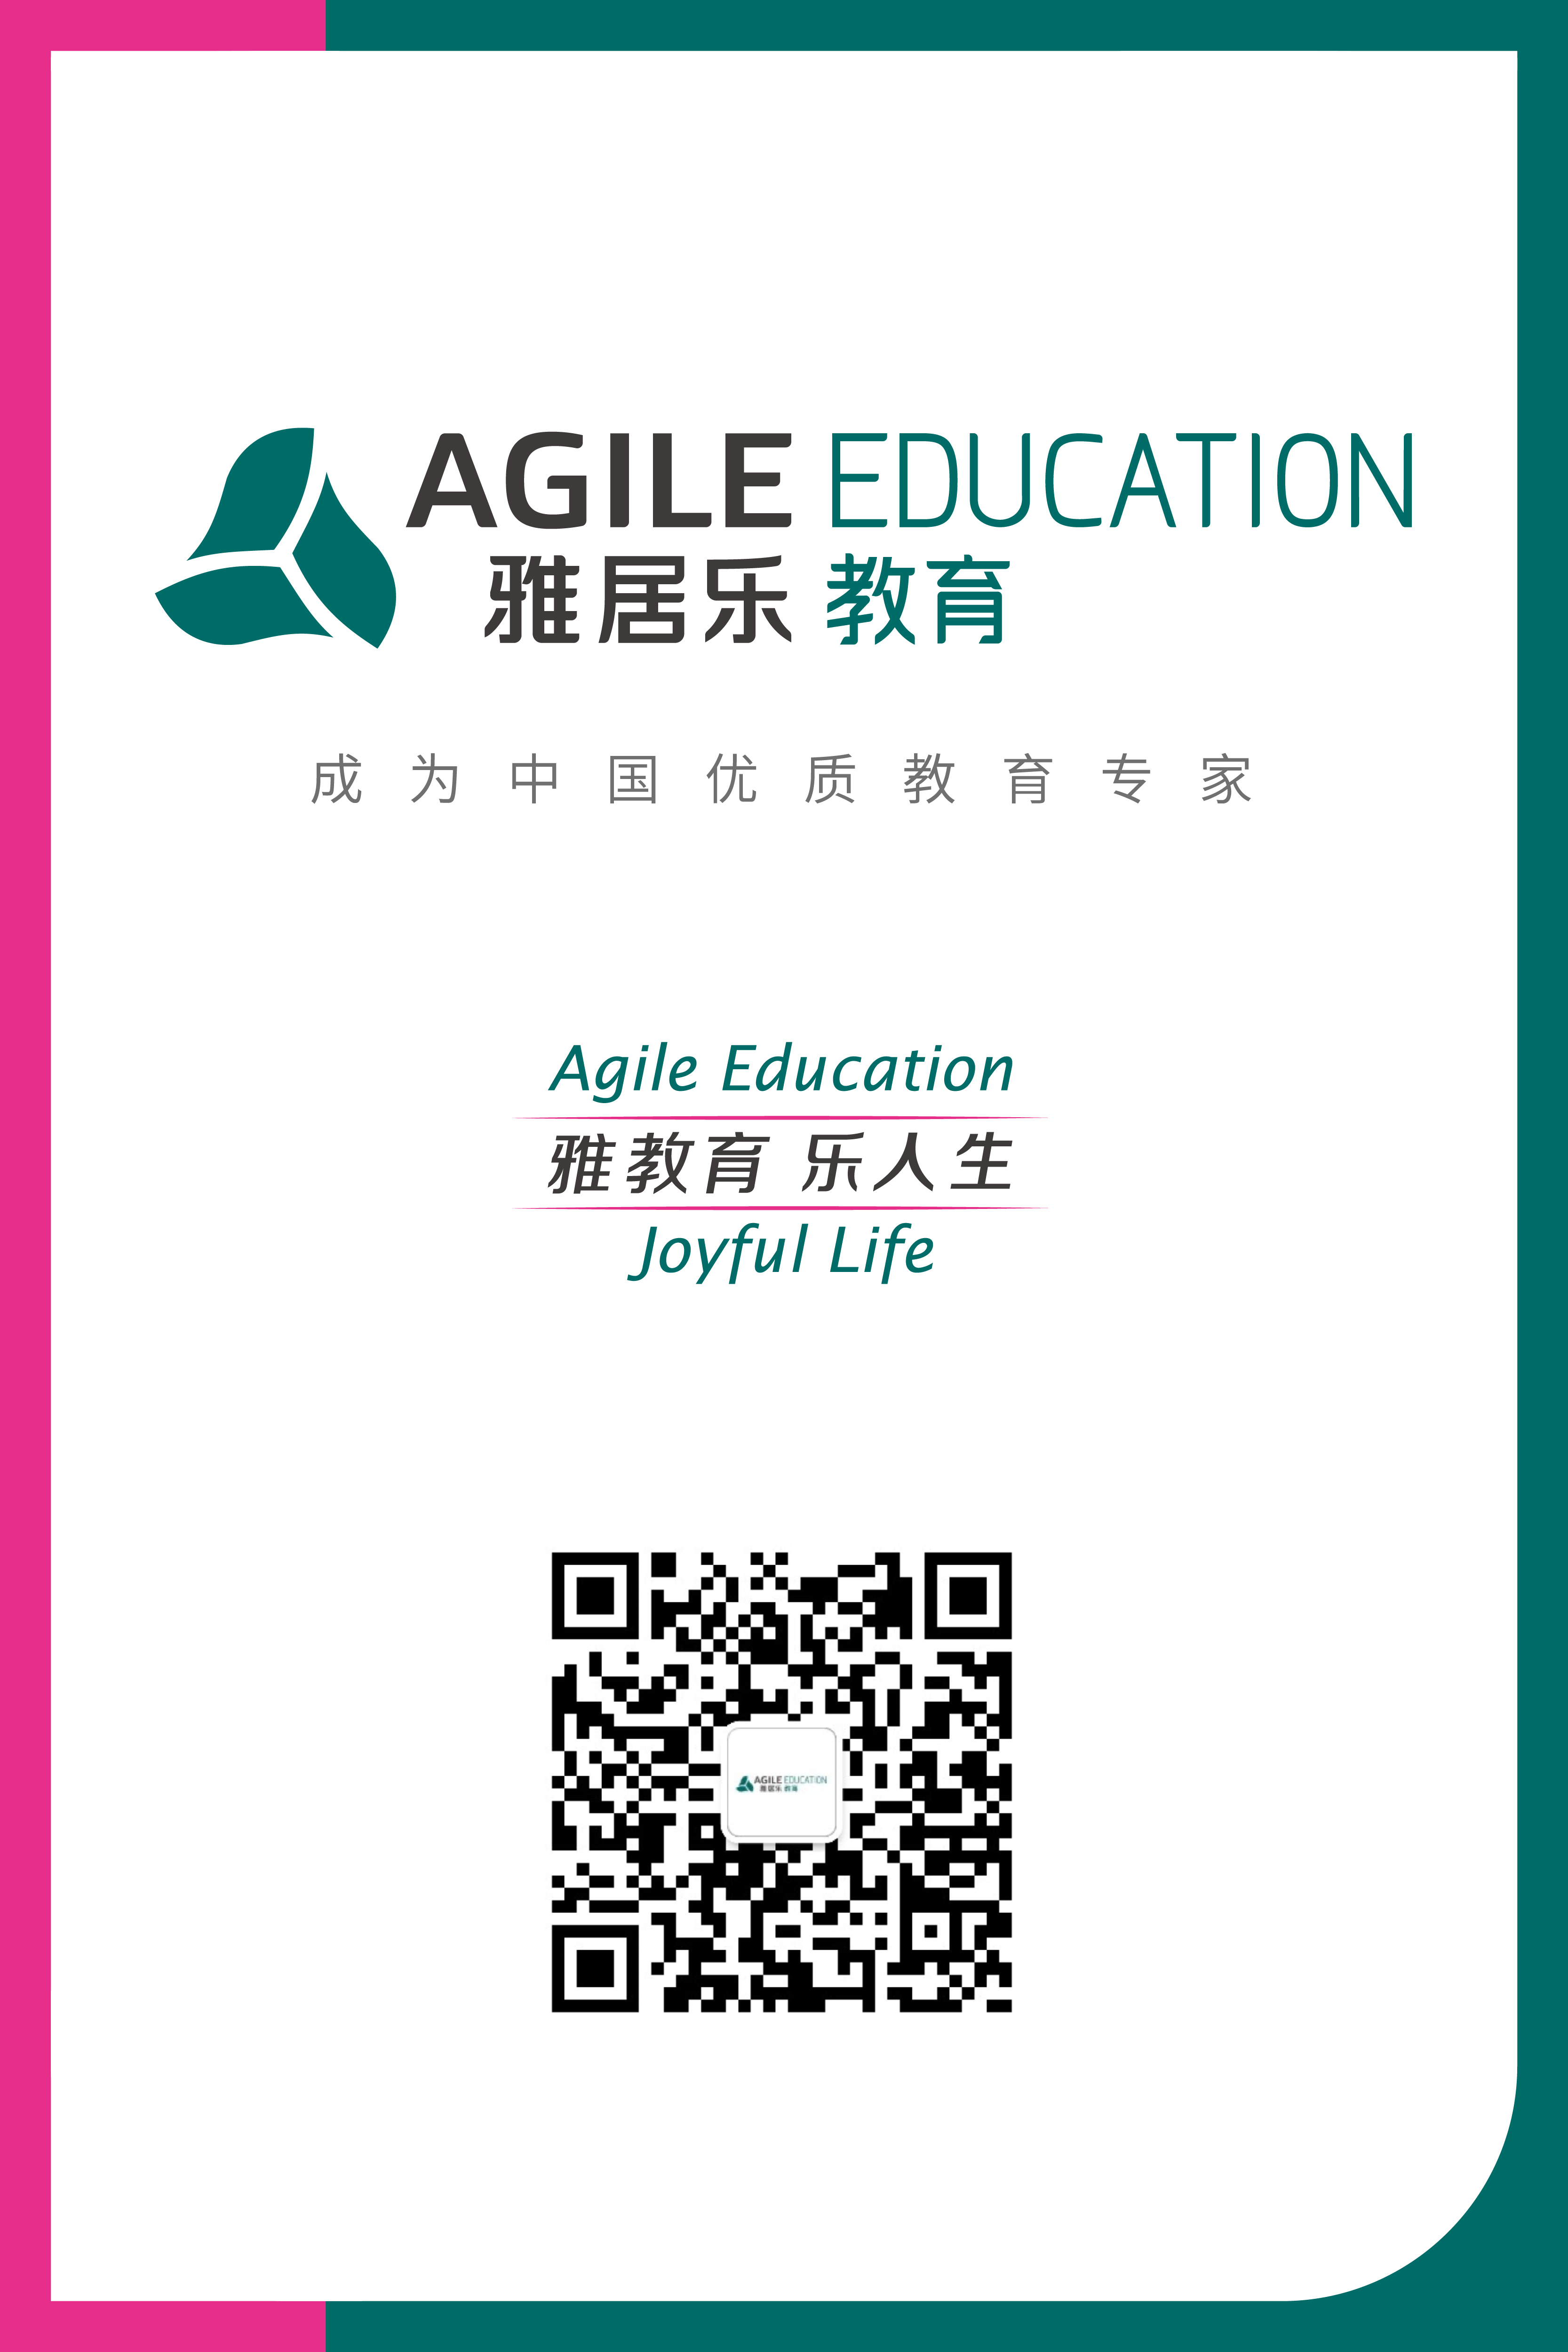 AGILE EDUCATION
雅居乐 教育
成为中国优质教育专家
Agile Education
雅教育 乐人生
Joyful Life
AGILE EDUCATION
雅居乐 教育